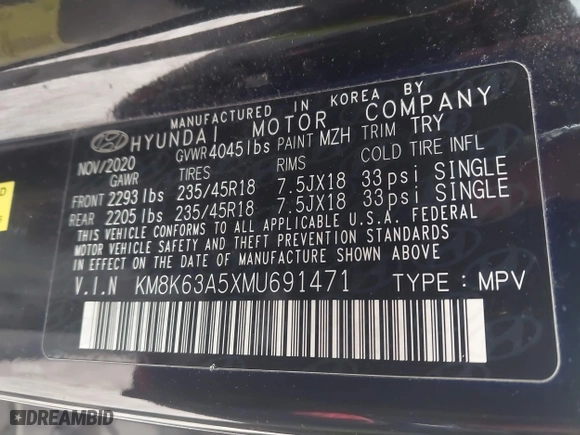 MANUFACTURED IN KOREA BY
HYUNDAI MOTOR COMPANY
NOV/2020 GVWR 4045lbs PAINT MZH TRIM TRY
GAWR TIRES RIMS COLD TIRE INFL
FRONT 2293 lbs 235/45R18 7.5JX18 33psi SINGLE
REAR 2205 lbs 235/45R18 7.5JX18 33psi SINGLE
THIS VEHICLE CONFORMS TO ALL APPLICABLE U.S.A. FEDERAL
MOTOR VEHICLE SAFETY AND THEFT PREVENTION STANDARDS
IN EFFECT ON THE DATE OF MANUFACTURE SHOWN ABOVE
V.I.N KM8K63A5XMU691471 TYPE : MPV
DREAMBID